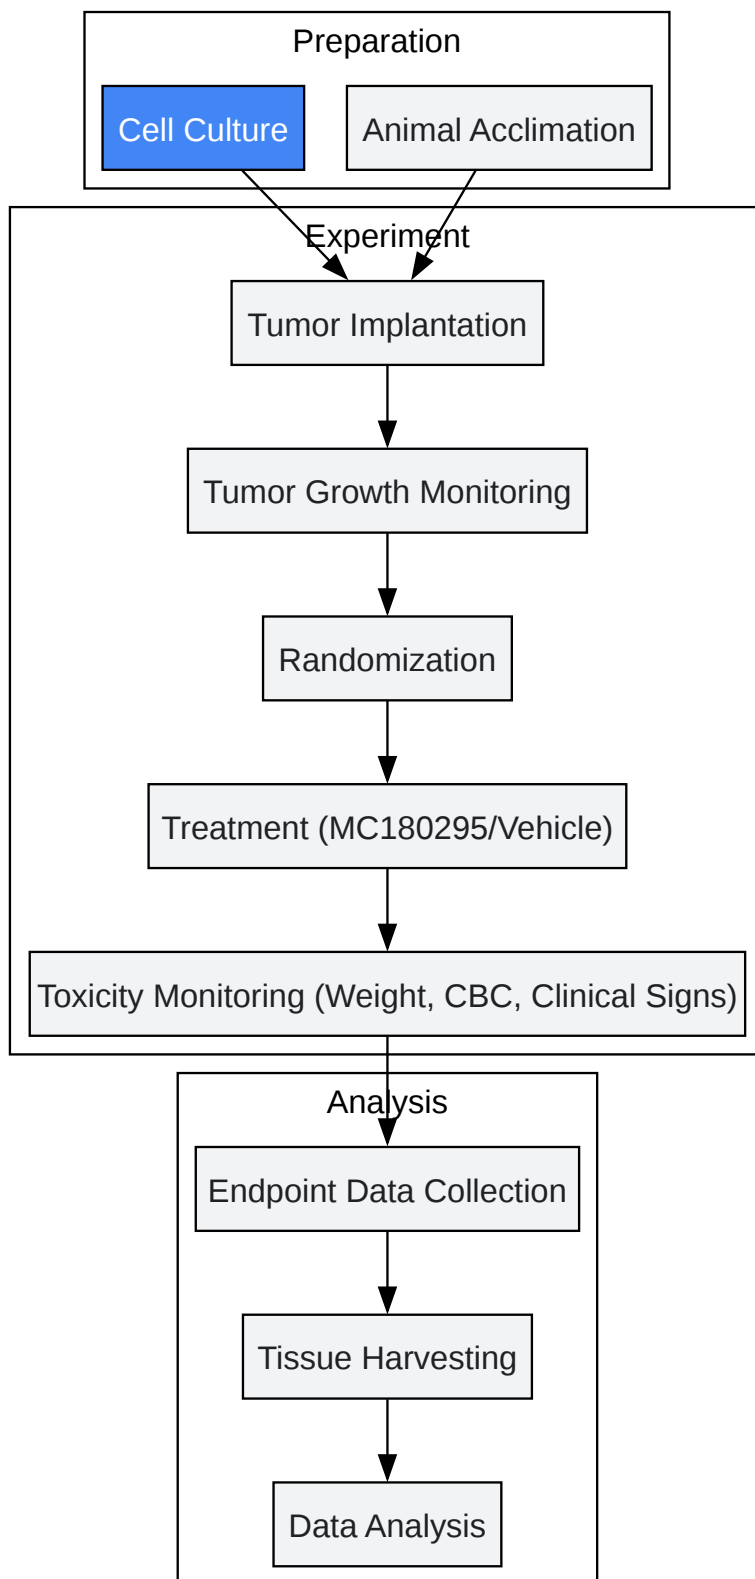 Preparation
Cell Culture
Animal Acclimation
Experiment
Tumor Implantation
Tumor Growth Monitoring
Randomization
Treatment (MC180295/Vehicle)
Toxicity Monitoring (Weight, CBC, Clinical Signs)
Analysis
Endpoint Data Collection
Tissue Harvesting
Data Analysis